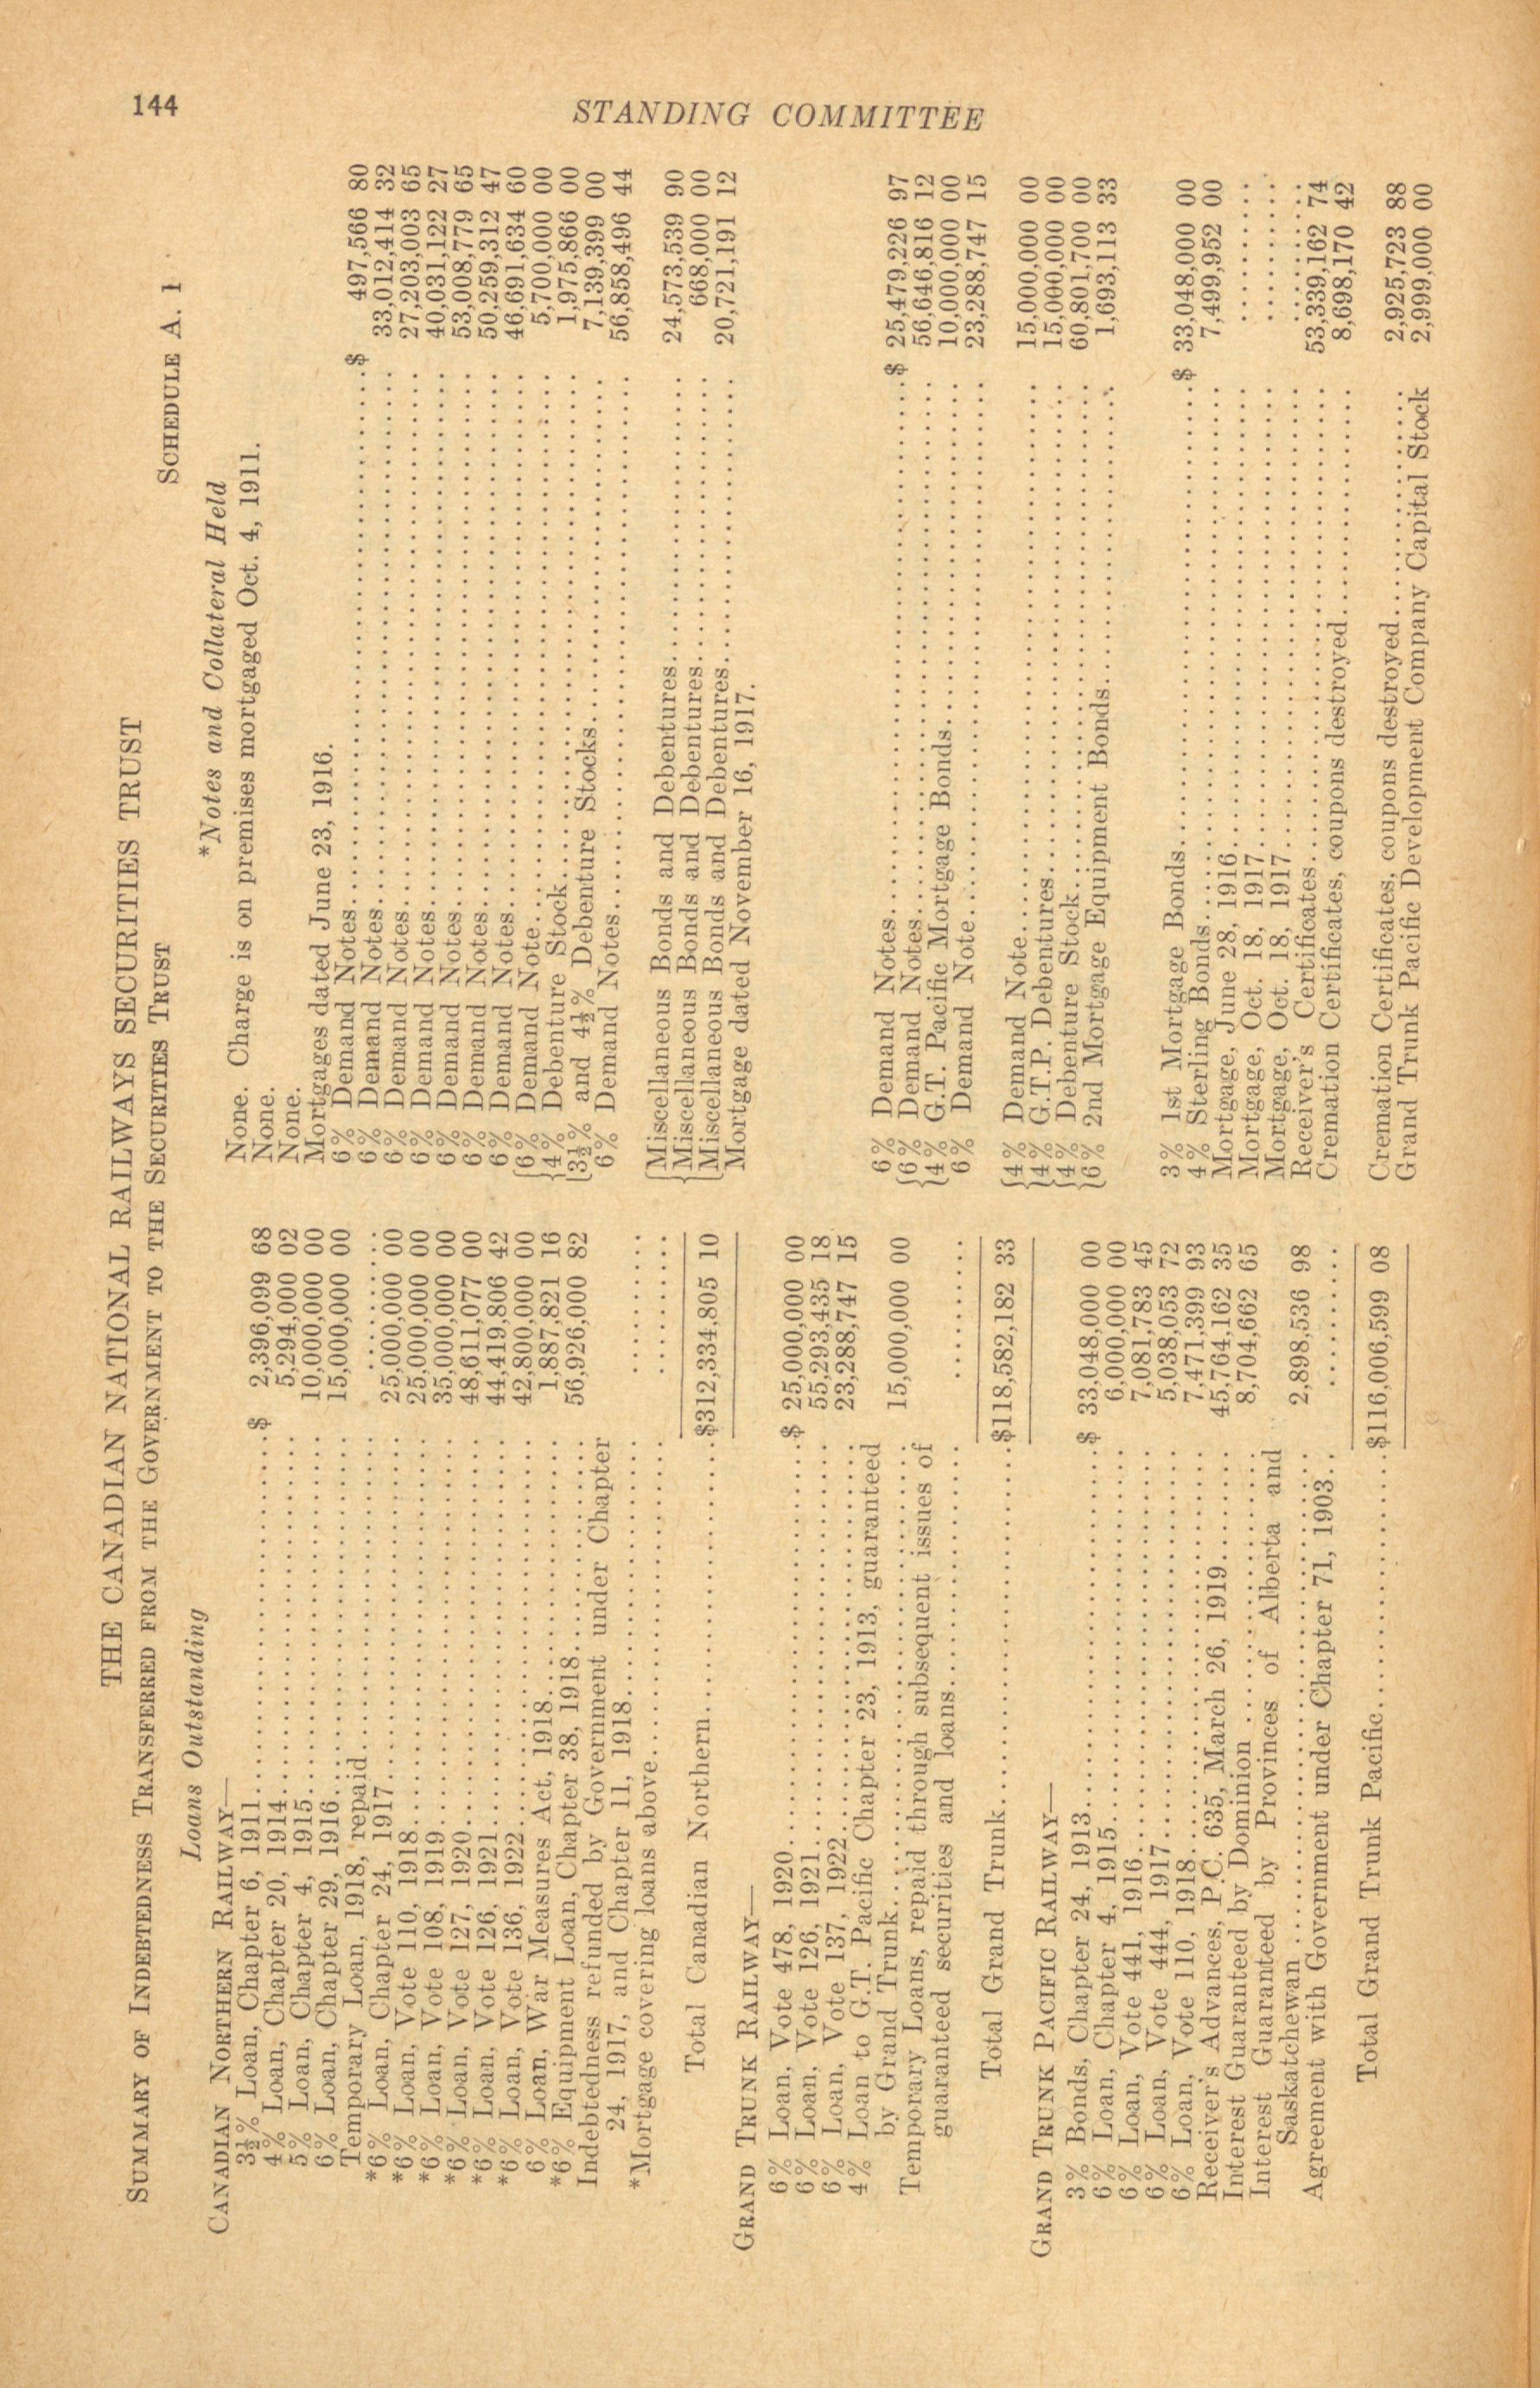 144
STANDING COMMITTEE
THE CANADIAN NATIONAL RAILWAYS SECURITIES TRUST
SUMMARY OF INDEBTEDNESS TRANSFERRED FROM THE GOVERNMENT TO THE SECURITIES TRUST
SCHEDULE A. 1
Loans Outstanding
CANADIAN NORTHERN RAILWAY—
3½% Loan, Chapter 6, 1911..........$ 2,396,099 68
4% Loan, Chapter 20, 1914.......... 5,294,000 02
5% Loan, Chapter 4, 1915.......... 10,000,000 00
6% Loan, Chapter 29, 1916.......... 15,000,000 00
Temporary Loan, 1918, repaid.......... ..........
*6% Loan, Chapter 24, 1917.......... 25,000,000 00
*6% Loan, Vote 110, 1918.......... 25,000,000 00
*6% Loan, Vote 108, 1919.......... 35,000,000 00
*6% Loan, Vote 127, 1920.......... 48,611,077 00
*6% Loan, Vote 126, 1921.......... 44,419,806 42
*6% Loan, Vote 136, 1922.......... 42,800,000 00
6% Loan, War Measures Act, 1918.......... 1,887,821 16
*6% Equipment Loan, Chapter 38, 1918.......... 56,926,000 82
Indebtedness refunded by Government under Chapter
24, 1917, and Chapter 11, 1918.......... ..........
*Mortgage covering loans above.......... ..........
Total Canadian Northern..........$312,334,805 10
GRAND TRUNK RAILWAY—
6% Loan, Vote 478, 1920..........$ 25,000,000 00
6% Loan, Vote 126, 1921.......... 55,293,435 18
6% Loan, Vote 137, 1922.......... 23,288,747 15
4% Loan to G.T. Pacific Chapter 23, 1913, guaranteed
by Grand Trunk.......... 15,000,000 00
Temporary Loans, repaid through subsequent issues of
guaranteed securities and loans.......... ..........
Total Grand Trunk..........$118,582,182 33
GRAND TRUNK PACIFIC RAILWAY—
3% Bonds, Chapter 24, 1913..........$ 33,048,000 00
6% Loan, Chapter 4, 1915.......... 6,000,000 00
6% Loan, Vote 441, 1916.......... 7,081,783 45
6% Loan, Vote 444, 1917.......... 5,038,053 72
6% Loan, Vote 110, 1918.......... 7,471,399 93
Receiver's Advances, P.C. 635, March 26, 1919.......... 45,764,162 35
Interest Guaranteed by Dominion .......... 8,704,662 65
Interest Guaranteed by Provinces of Alberta and
Saskatchewan .......... 2,898,536 98
Agreement with Government under Chapter 71, 1903.. ..........
Total Grand Trunk Pacific..........$116,006,599 08
*Notes and Collateral Held
None. Charge is on premises mortgaged Oct. 4, 1911.
None.
None.
Mortgages dated June 23, 1916.
6% Demand Notes..........$ 497,566 80
6% Demand Notes.......... 33,012,414 32
6% Demand Notes.......... 27,203,003 65
6% Demand Notes.......... 40,031,122 27
6% Demand Notes.......... 53,008,779 65
6% Demand Notes.......... 50,259,312 47
6% Demand Notes.......... 46,691,634 60
{6% Demand Note.......... 5,700,000 00
{4% Debenture Stock.......... 1,975,866 00
{3½% and 4½% Debenture Stocks.......... 7,139,399 00
6% Demand Notes.......... 56,858,496 44
{Miscellaneous Bonds and Debentures.......... 24,573,539 90
{Miscellaneous Bonds and Debentures.......... 668,000 00
{Miscellaneous Bonds and Debentures.......... 20,721,191 12
Mortgage dated November 16, 1917.
6% Demand Notes..........$ 25,479,226 97
{6% Demand Notes.......... 56,646,816 12
{4% G.T. Pacific Mortgage Bonds.......... 10,000,000 00
6% Demand Note.......... 23,288,747 15
{4% Demand Note.......... 15,000,000 00
{4% G.T.P. Debentures.......... 15,000,000 00
{4% Debenture Stock.......... 60,801,700 00
{6% 2nd Mortgage Equipment Bonds.......... 1,693,113 33
3% 1st Mortgage Bonds..........$ 33,048,000 00
4% Sterling Bonds.......... 7,499,952 00
Mortgage, June 28, 1916.......... ..........
Mortgage, Oct. 18, 1917.......... ..........
Mortgage, Oct. 18, 1917.......... ..........
Receiver's Certificates.......... 53,339,162 74
Cremation Certificates, coupons destroyed.......... 8,698,170 42
Cremation Certificates, coupons destroyed.......... 2,925,723 88
Grand Trunk Pacific Development Company Capital Stock 2,999,000 00